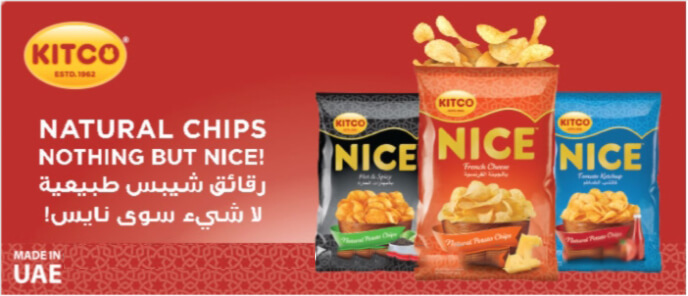 KITCO®
ESTD. 1962
NATURAL CHIPS
NOTHING BUT NICE!
رقائق شيبس طبيعية
لا شيء سوى نايس!
MADE IN
UAE
KITCO
NICE
Hot & Spicy
Natural Potato Chips
KITCO
NICE
French Cheese
بالجبنة الفرنسية
Natural Potato Chips
KITCO
NICE
Tomato Ketchup
Natural Potato Chips